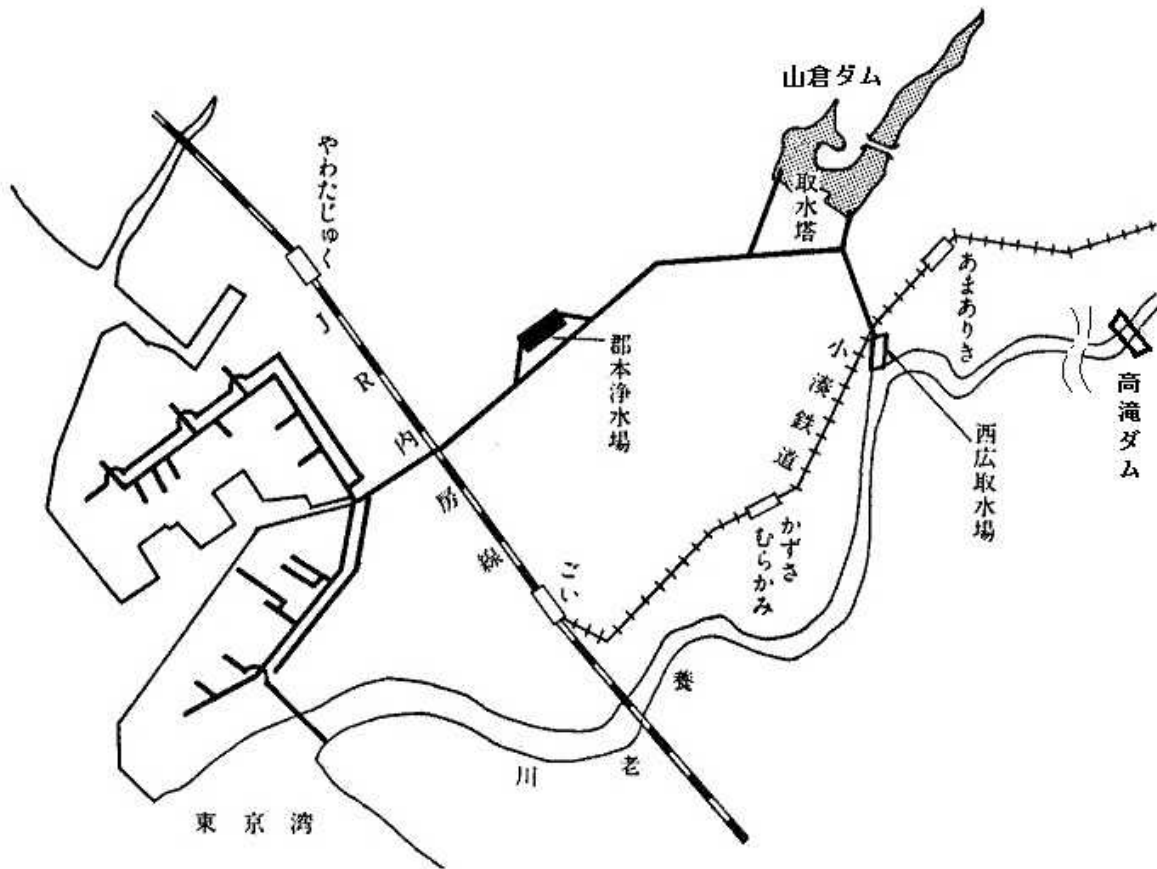 山倉ダム
取水塔
やわたじゅく
JR内房線
郡本浄水場
あまありき
小湊鉄道
高滝ダム
西広取水場
かずさ
むらかみ
ごい
養老川
東京湾